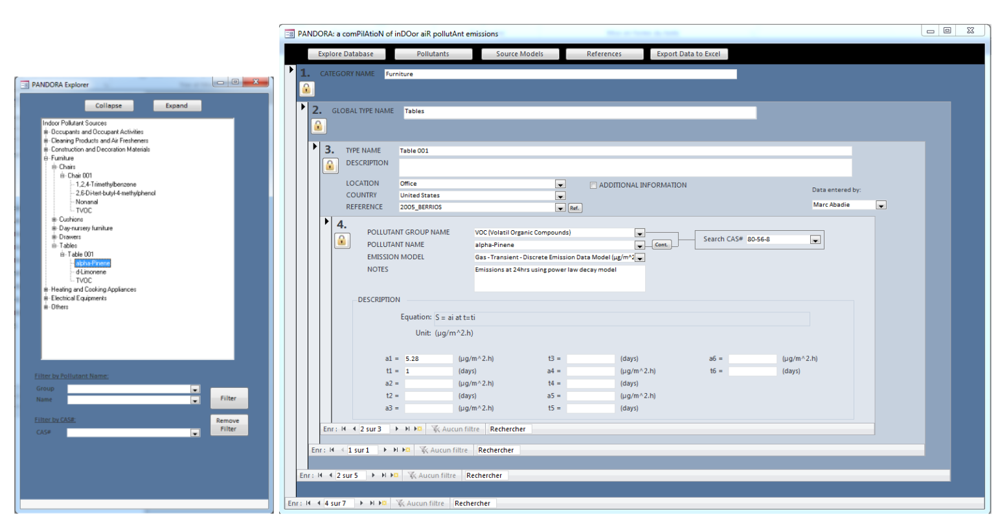 PANDORA Explorer
Collapse Expand
Indoor Pollutant Sources
Occupants and Occupant Activities
Cleaning Products and Air Fresheners
Construction and Decoration Materials
Furniture
Chairs
Chair 001
1,2,4-Trimethylbenzene
2,6-Di-tert-butyl-4-methylphenol
Nonanal
TVOC
Cushions
Day-nursery furniture
Drawers
Tables
Table 001
alpha-Pinene
d-Limonene
TVOC
Heating and Cooking Appliances
Electrical Equipments
Others
Filter by Pollutant Name:
Group
Name
Filter
Filter by CAS#:
CAS#
Remove
Filter
PANDORA: a comPilAtioN of inDOor aiR pollutAnt emissions
Explore Database Pollutants Source Models References Export Data to Excel
1. CATEGORY NAME Furniture
2. GLOBAL TYPE NAME Tables
3. TYPE NAME Table 001
DESCRIPTION
LOCATION Office ADDITIONAL INFORMATION
COUNTRY United States
REFERENCE 2005_BERRIOS Ref.
Data entered by:
Marc Abadie
4.
POLLUTANT GROUP NAME VOC (Volatil Organic Compounds)
POLLUTANT NAME alpha-Pinene Cont.
Search CAS# 80-56-8
EMISSION MODEL Gas - Transient - Discrete Emission Data Model (µg/m^2
NOTES Emissions at 24hrs using power law decay model
DESCRIPTION
Equation: S = ai at t=ti
Unit: (µg/m^2.h)
a1 = 5.28 (µg/m^2.h) t3 = (days) a6 = (µg/m^2.h)
t1 = 1 (days) a4 = (µg/m^2.h) t6 = (days)
a2 = (µg/m^2.h) t4 = (days)
t2 = (days) a5 = (µg/m^2.h)
a3 = (µg/m^2.h) t5 = (days)
Enr : 2 sur 3 Aucun filtre Rechercher
Enr : 1 sur 1 Aucun filtre Rechercher
Enr : 2 sur 5 Aucun filtre Rechercher
Enr : 4 sur 7 Aucun filtre Rechercher